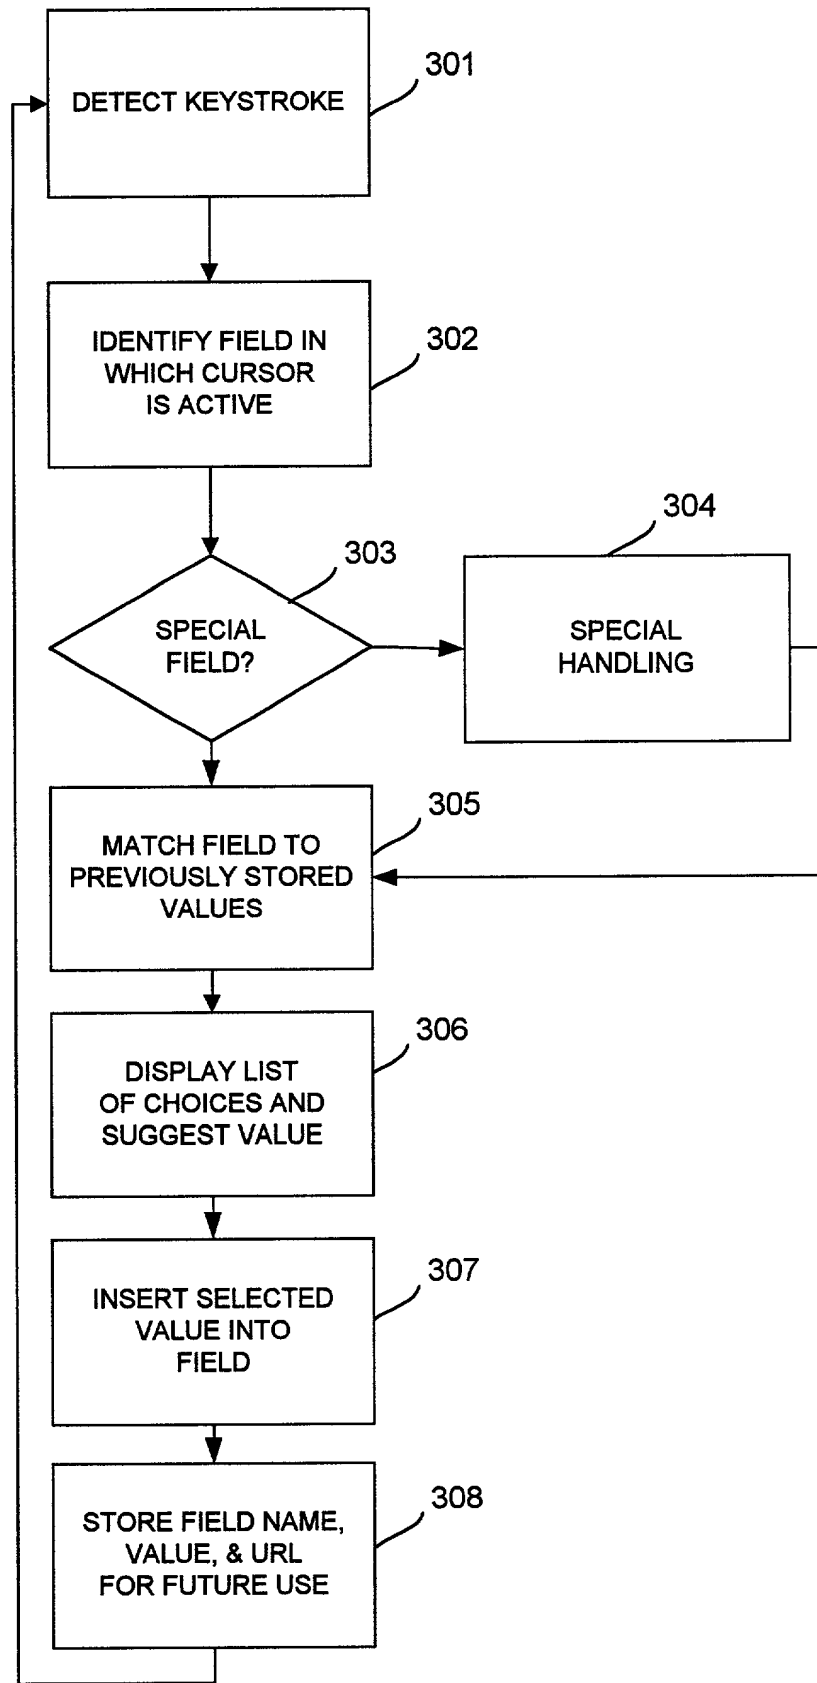 301
DETECT KEYSTROKE
302
IDENTIFY FIELD IN
WHICH CURSOR
IS ACTIVE
303
SPECIAL
FIELD?
304
SPECIAL
HANDLING
305
MATCH FIELD TO
PREVIOUSLY STORED
VALUES
306
DISPLAY LIST
OF CHOICES AND
SUGGEST VALUE
307
INSERT SELECTED
VALUE INTO
FIELD
308
STORE FIELD NAME,
VALUE, & URL
FOR FUTURE USE